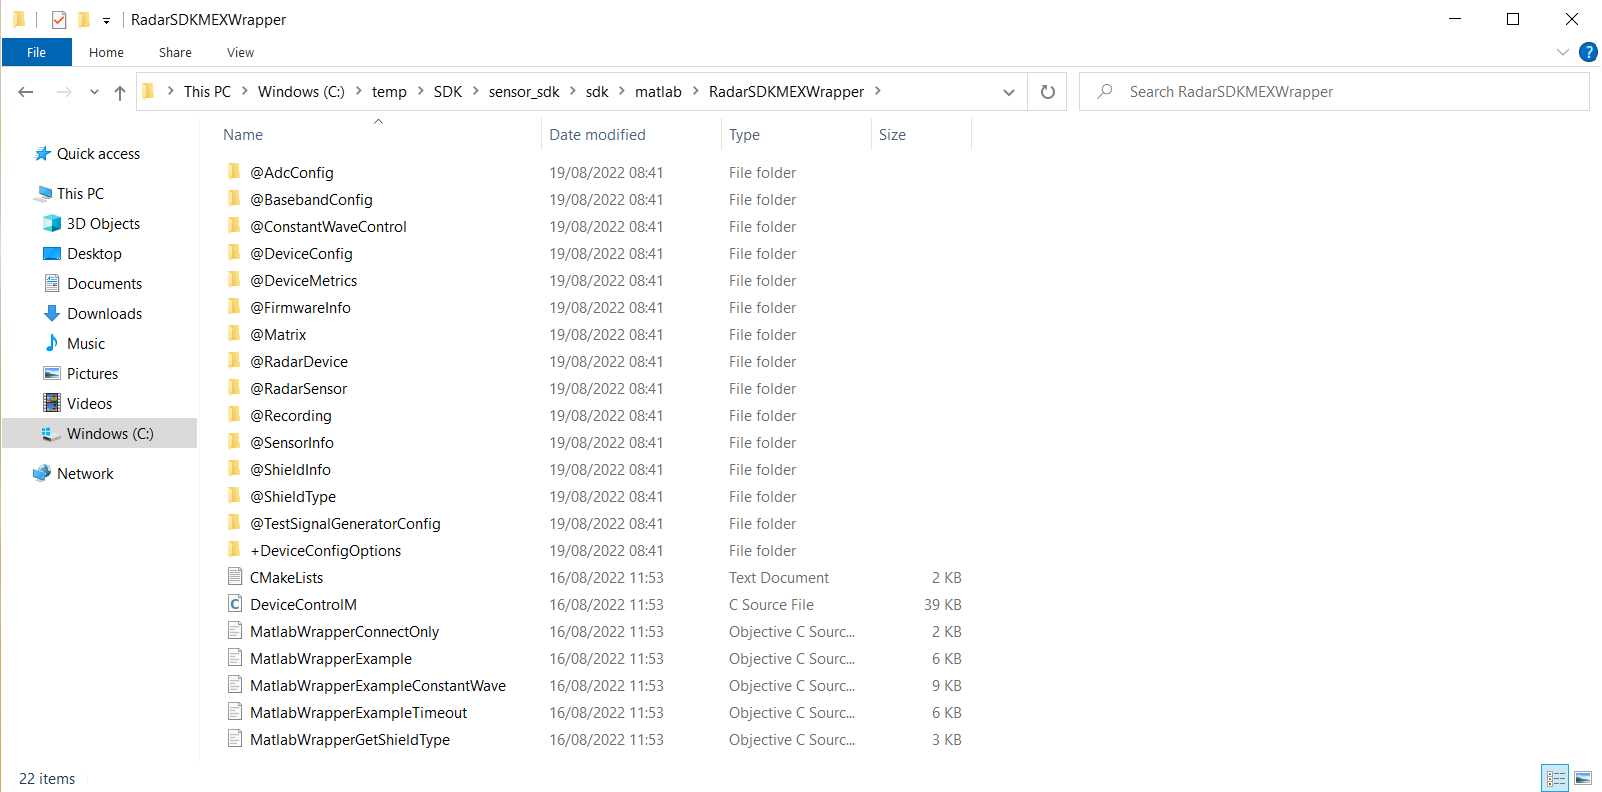 RadarSDKMEXWrapper
File Home Share View ?
This PC Windows (C:) temp SDK sensor_sdk sdk matlab RadarSDKMEXWrapper Search RadarSDKMEXWrapper
Name Date modified Type Size
Quick access
This PC
3D Objects
Desktop
Documents
Downloads
Music
Pictures
Videos
Windows (C:)
Network
@AdcConfig 19/08/2022 08:41 File folder
@BasebandConfig 19/08/2022 08:41 File folder
@ConstantWaveControl 19/08/2022 08:41 File folder
@DeviceConfig 19/08/2022 08:41 File folder
@DeviceMetrics 19/08/2022 08:41 File folder
@FirmwareInfo 19/08/2022 08:41 File folder
@Matrix 19/08/2022 08:41 File folder
@RadarDevice 19/08/2022 08:41 File folder
@RadarSensor 19/08/2022 08:41 File folder
@Recording 19/08/2022 08:41 File folder
@SensorInfo 19/08/2022 08:41 File folder
@ShieldInfo 19/08/2022 08:41 File folder
@ShieldType 19/08/2022 08:41 File folder
@TestSignalGeneratorConfig 19/08/2022 08:41 File folder
+DeviceConfigOptions 19/08/2022 08:41 File folder
CMakeLists 16/08/2022 11:53 Text Document 2 KB
DeviceControlM 16/08/2022 11:53 C Source File 39 KB
MatlabWrapperConnectOnly 16/08/2022 11:53 Objective C Sourc... 2 KB
MatlabWrapperExample 16/08/2022 11:53 Objective C Sourc... 6 KB
MatlabWrapperExampleConstantWave 16/08/2022 11:53 Objective C Sourc... 9 KB
MatlabWrapperExampleTimeout 16/08/2022 11:53 Objective C Sourc... 6 KB
MatlabWrapperGetShieldType 16/08/2022 11:53 Objective C Sourc... 3 KB
22 items